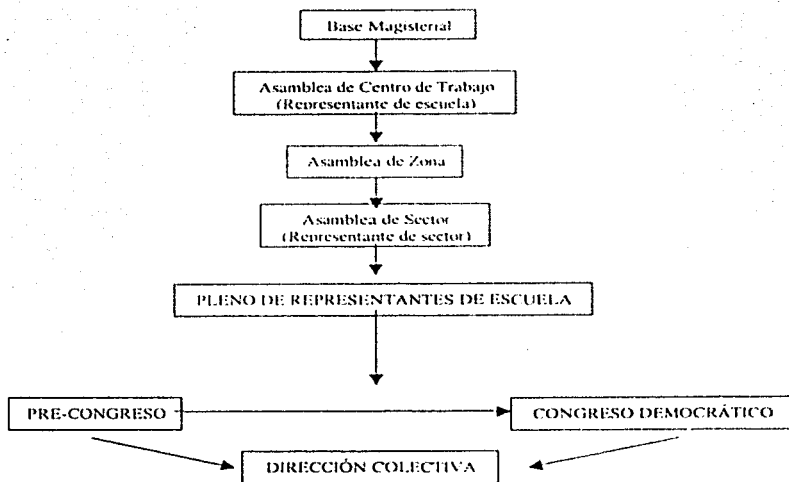 Base Magisterial
Asamblea de Centro de Trabajo
(Representante de escuela)
Asamblea de Zona
Asamblea de Sector
(Representante de sector)
PLENO DE REPRESENTANTES DE ESCUELA
PRE-CONGRESO
CONGRESO DEMOCRÁTICO
DIRECCIÓN COLECTIVA